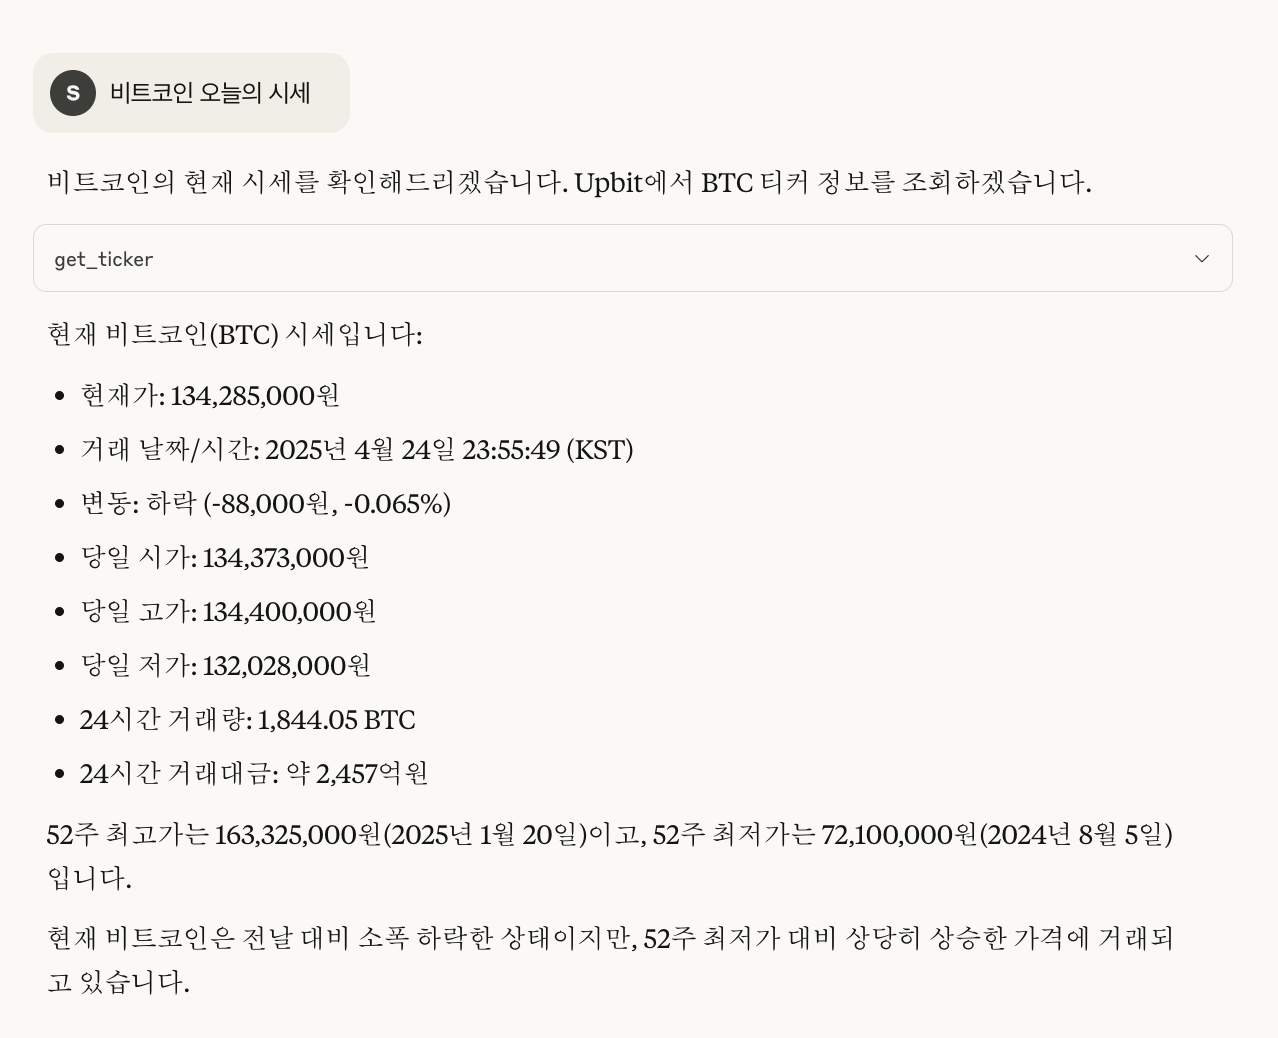 S 비트코인 오늘의 시세
비트코인의 현재 시세를 확인해드리겠습니다. Upbit에서 BTC 티커 정보를 조회하겠습니다.
get_ticker
현재 비트코인(BTC) 시세입니다:
• 현재가: 134,285,000원
• 거래 날짜/시간: 2025년 4월 24일 23:55:49 (KST)
• 변동: 하락 (-88,000원, -0.065%)
• 당일 시가: 134,373,000원
• 당일 고가: 134,400,000원
• 당일 저가: 132,028,000원
• 24시간 거래량: 1,844.05 BTC
• 24시간 거래대금: 약 2,457억원
52주 최고가는 163,325,000원(2025년 1월 20일)이고, 52주 최저가는 72,100,000원(2024년 8월 5일)
입니다.
현재 비트코인은 전날 대비 소폭 하락한 상태이지만, 52주 최저가 대비 상당히 상승한 가격에 거래되
고 있습니다.